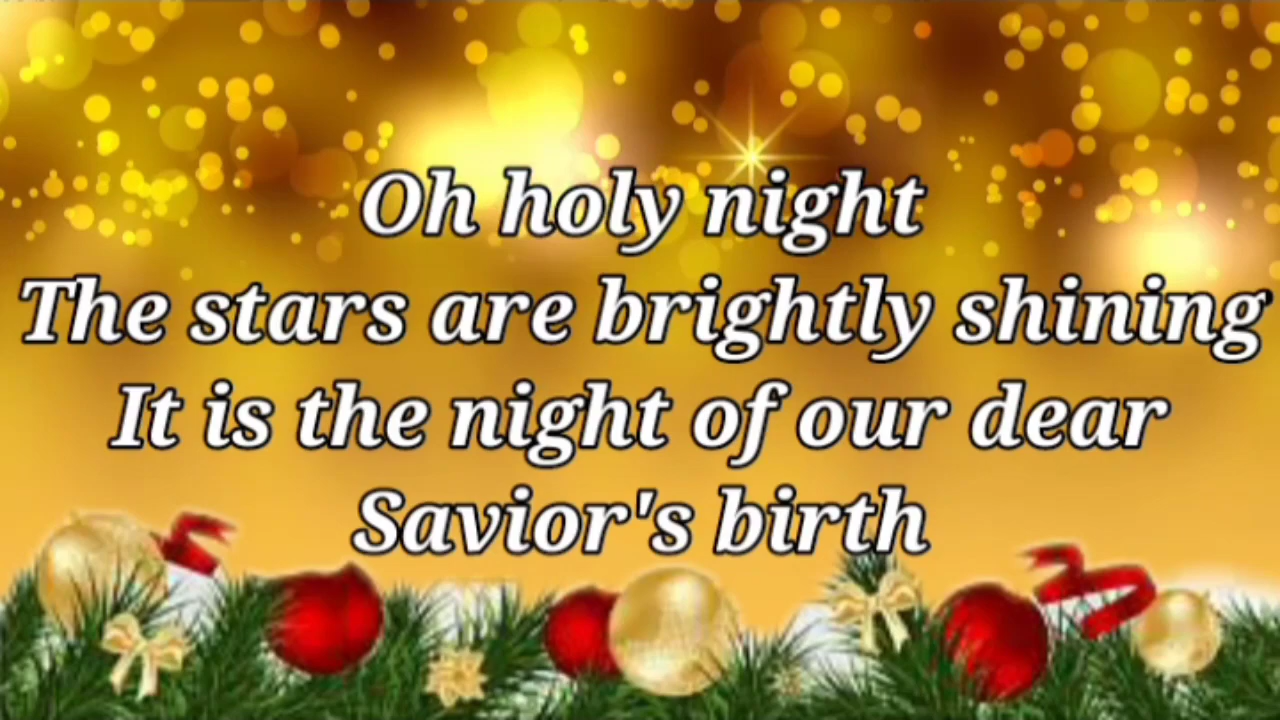 Oh holy night
The stars are brightly shining
It is the night of our dear
Savior's birth